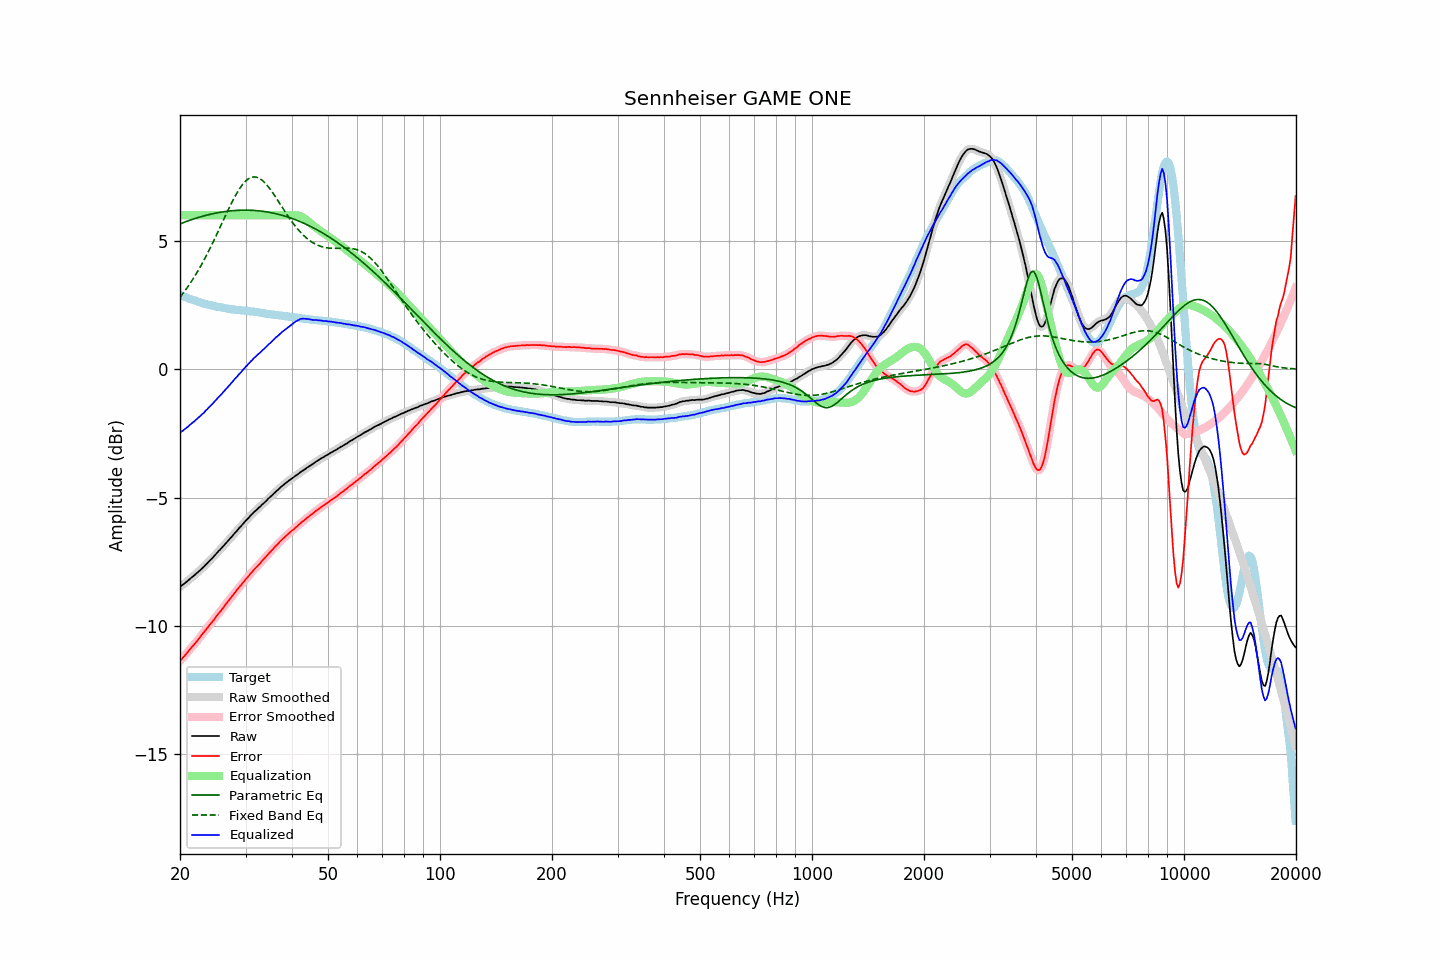 Sennheiser GAME ONE
Amplitude (dBr)
5
0
−5
−10
−15
Target
Raw Smoothed
Error Smoothed
Raw
Error
Equalization
Parametric Eq
Fixed Band Eq
Equalized
20 50 100 200 500 1000 2000 5000 10000 20000
Frequency (Hz)